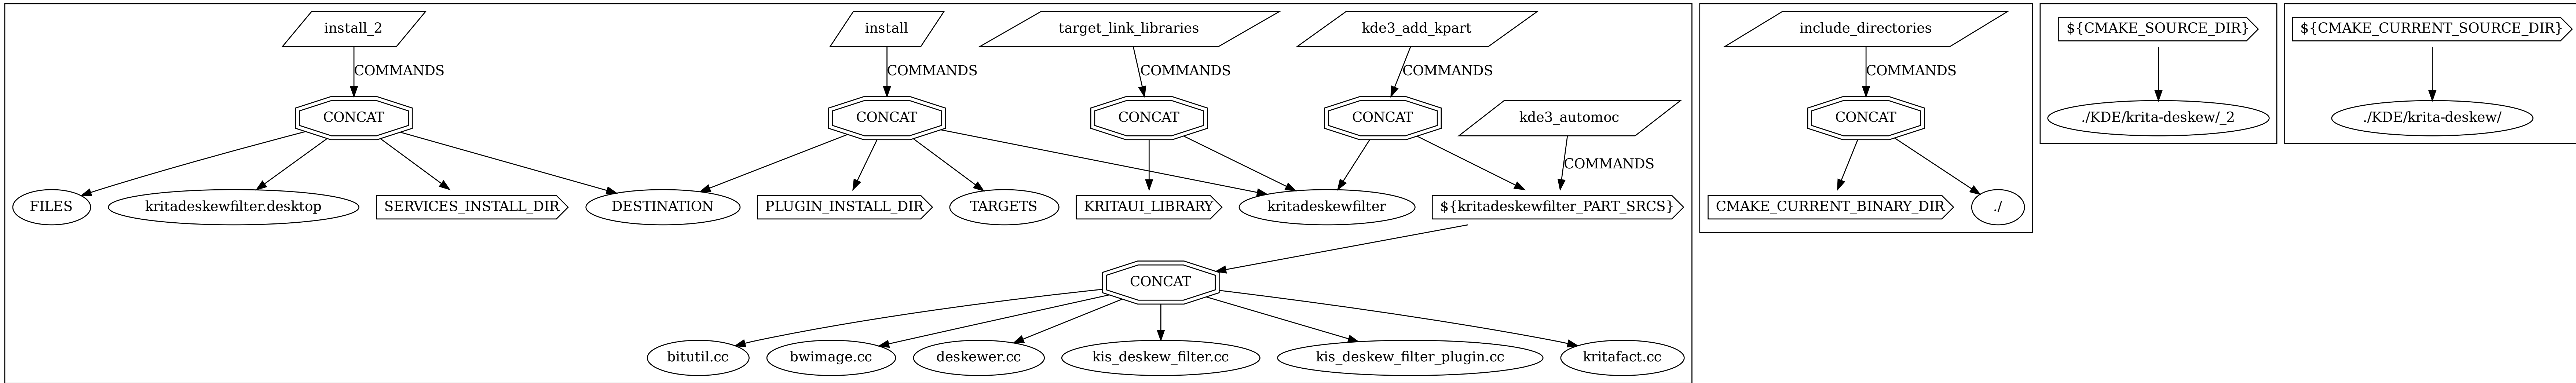 install_2
install
target_link_libraries
kde3_add_kpart
include_directories
${CMAKE_SOURCE_DIR}
${CMAKE_CURRENT_SOURCE_DIR}
COMMANDS
COMMANDS
COMMANDS
COMMANDS
COMMANDS
CONCAT
CONCAT
CONCAT
CONCAT
kde3_automoc
CONCAT
./KDE/krita-deskew/_2
./KDE/krita-deskew/
COMMANDS
FILES
kritadeskewfilter.desktop
SERVICES_INSTALL_DIR
DESTINATION
PLUGIN_INSTALL_DIR
TARGETS
KRITAUI_LIBRARY
kritadeskewfilter
${kritadeskewfilter_PART_SRCS}
CMAKE_CURRENT_BINARY_DIR
./
CONCAT
bitutil.cc
bwimage.cc
deskewer.cc
kis_deskew_filter.cc
kis_deskew_filter_plugin.cc
kritafact.cc